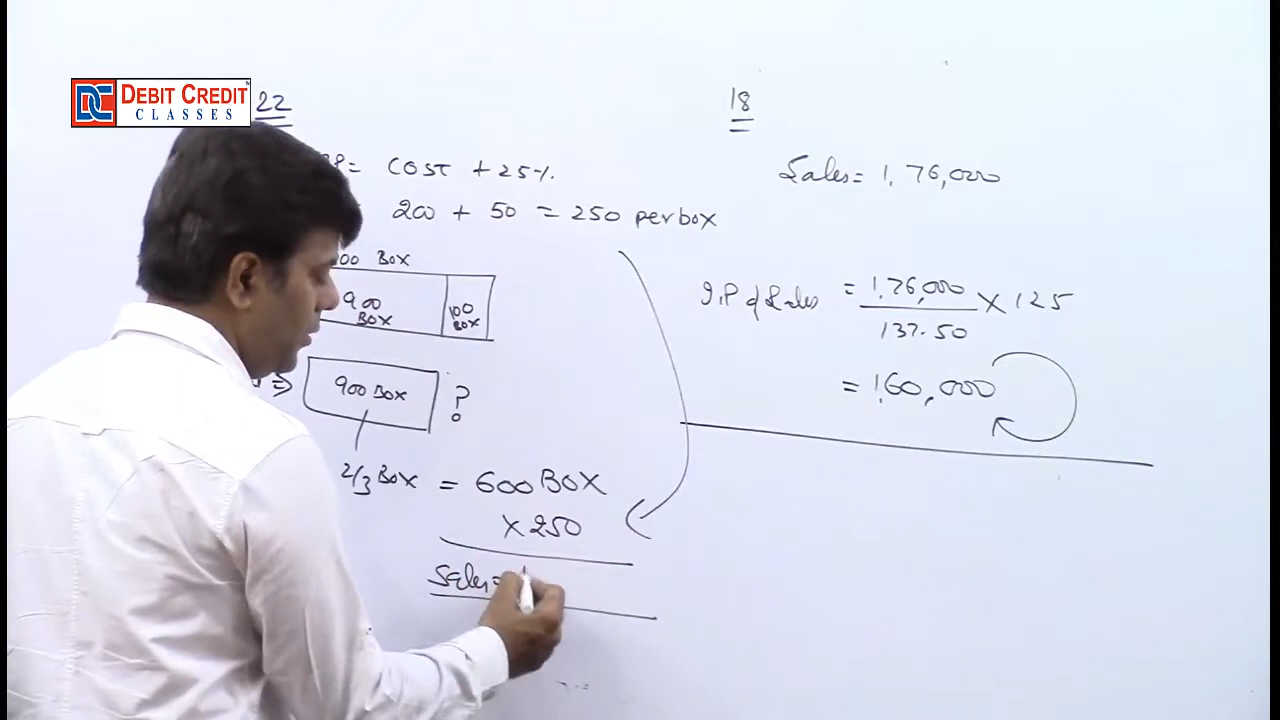 DEBIT CREDIT
CLASSES
22
= COST + 25%.
200 + 50 = 250 per box
00 BOX
900 BOX
100 BOX
900 BOX ?
2/3 BOX = 600 BOX
× 250
Sales=
18
Sales = 1,76,000
I.P of Sales = 1,76,000 / 137.50 × 125
= 1,60,000